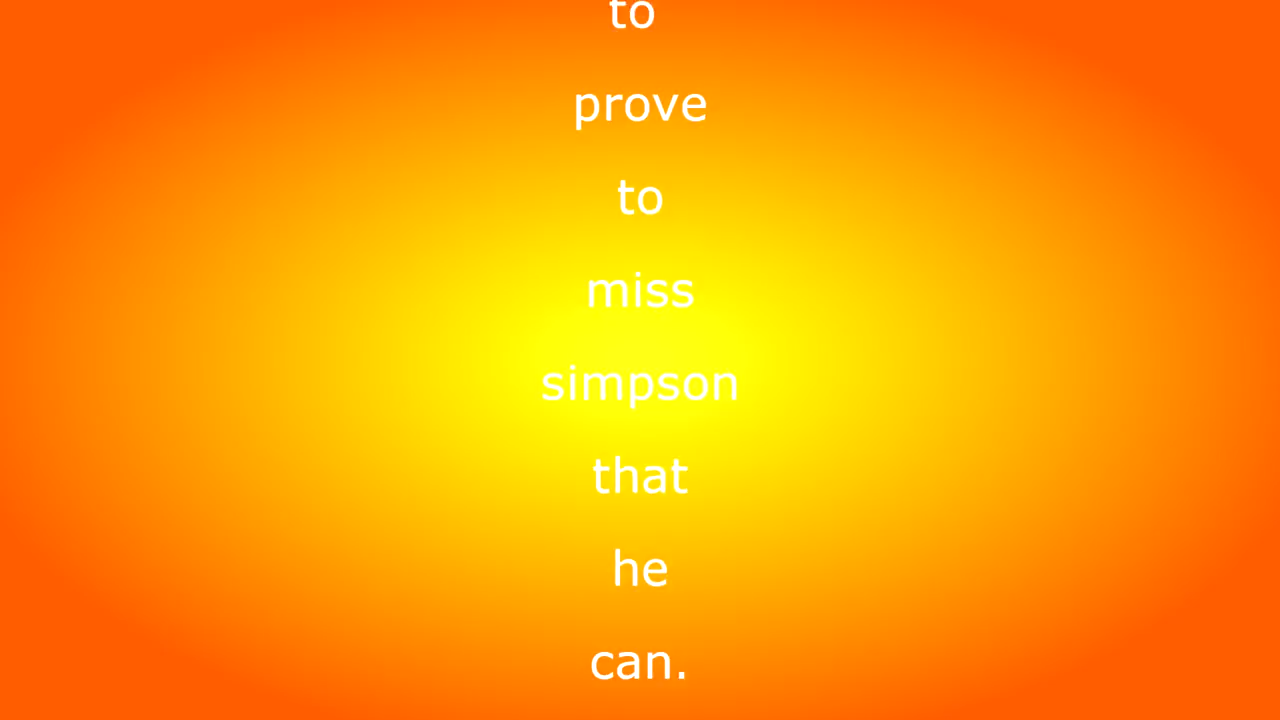 to
prove
to
miss
simpson
that
he
can.